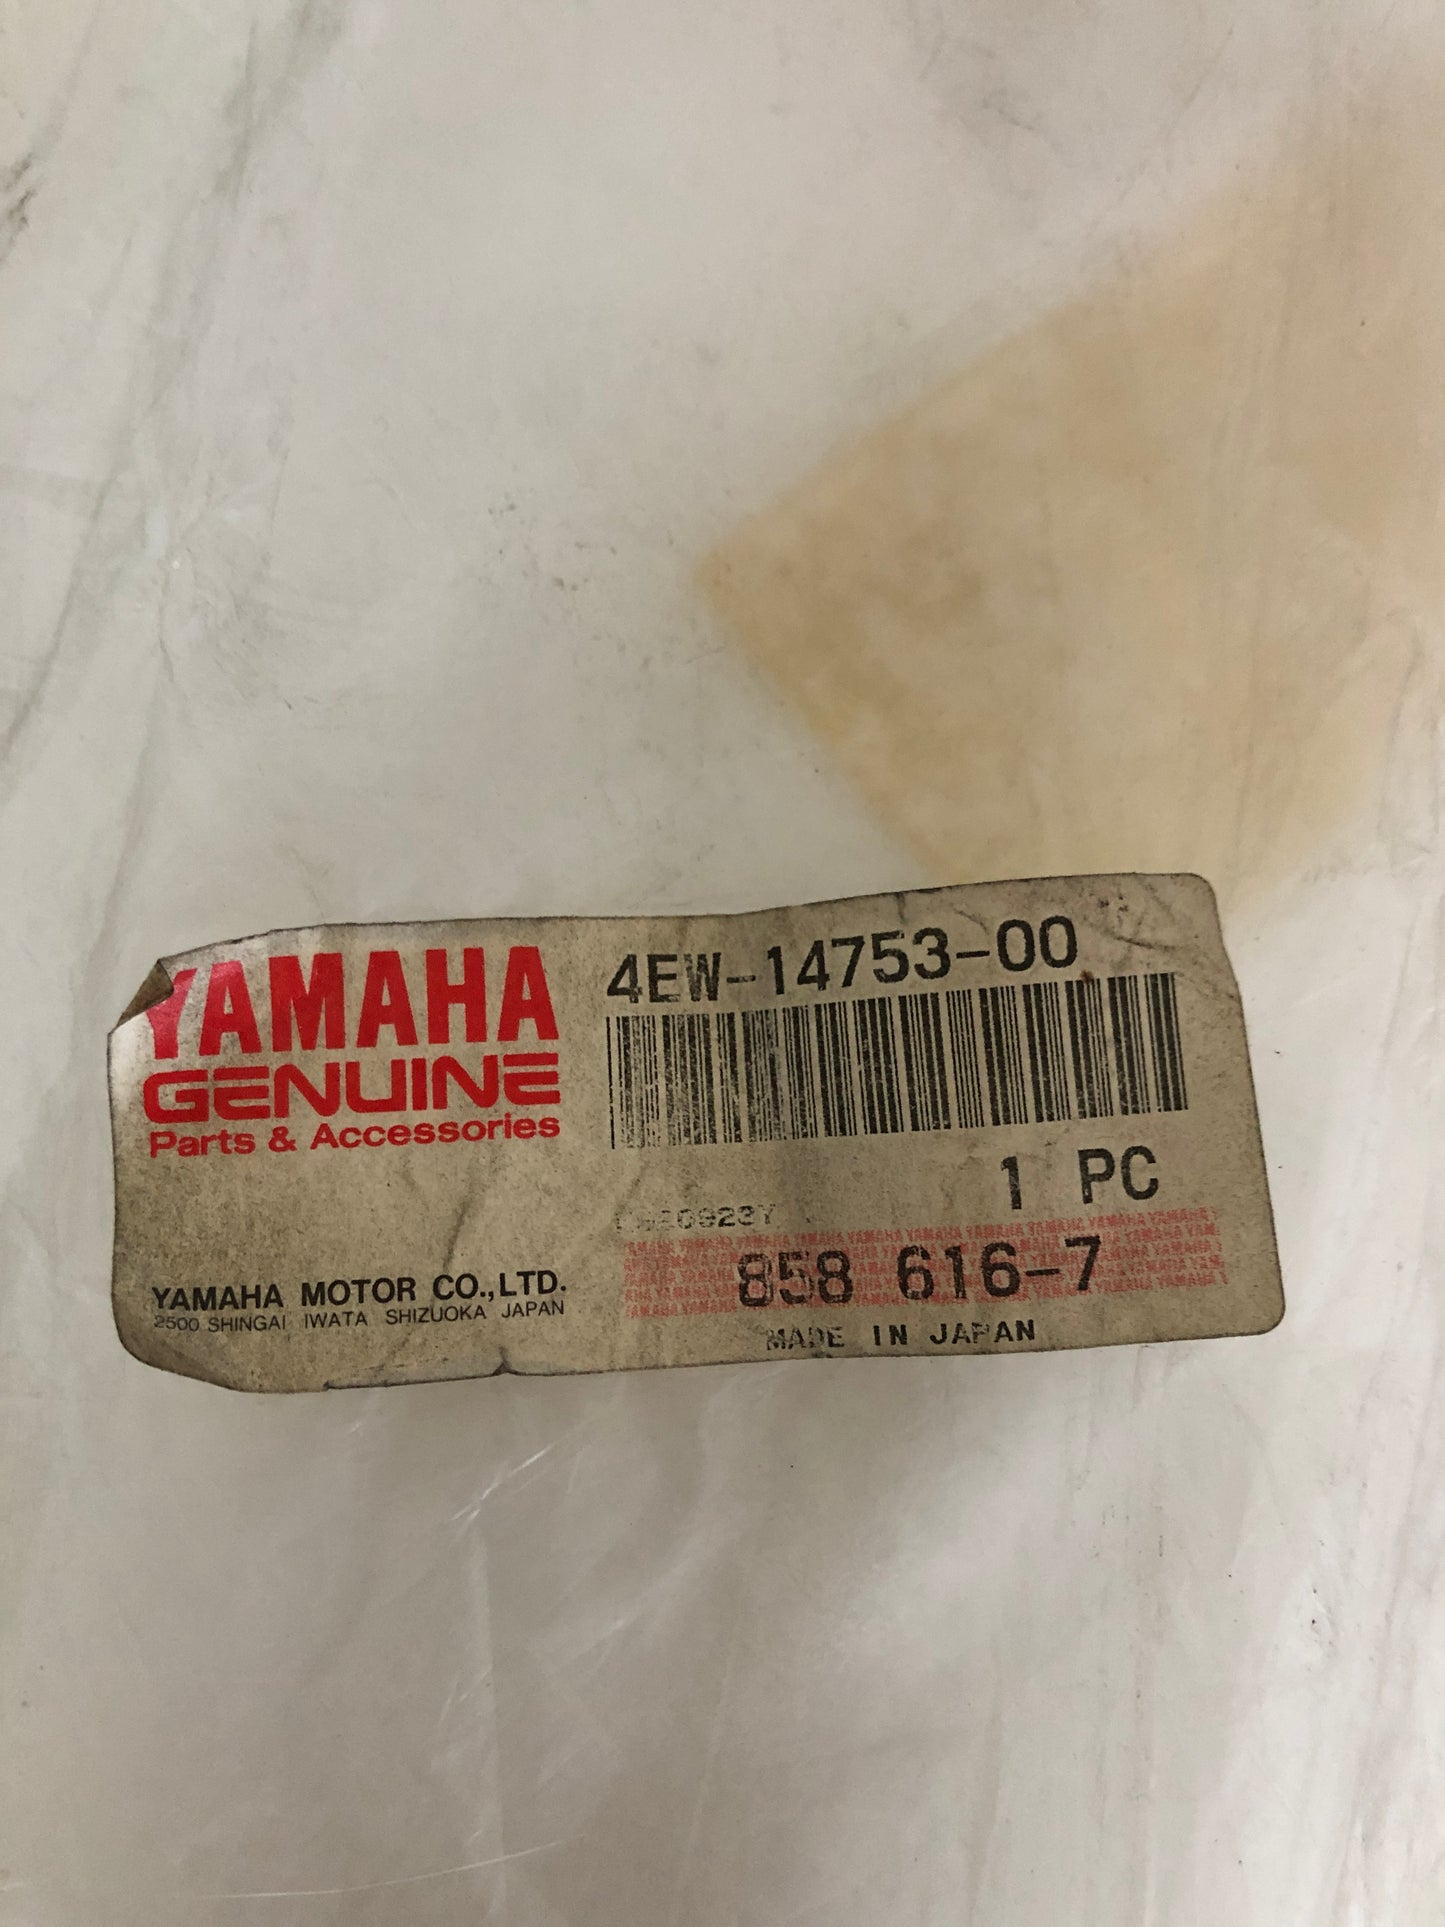 YAMAHA
GENUINE
Parts & Accessories
YAMAHA MOTOR CO.,LTD.
2500 SHINGAI IWATA SHIZUOKA JAPAN
4EW-14753-00
1 PC
858 616-7
MADE IN JAPAN